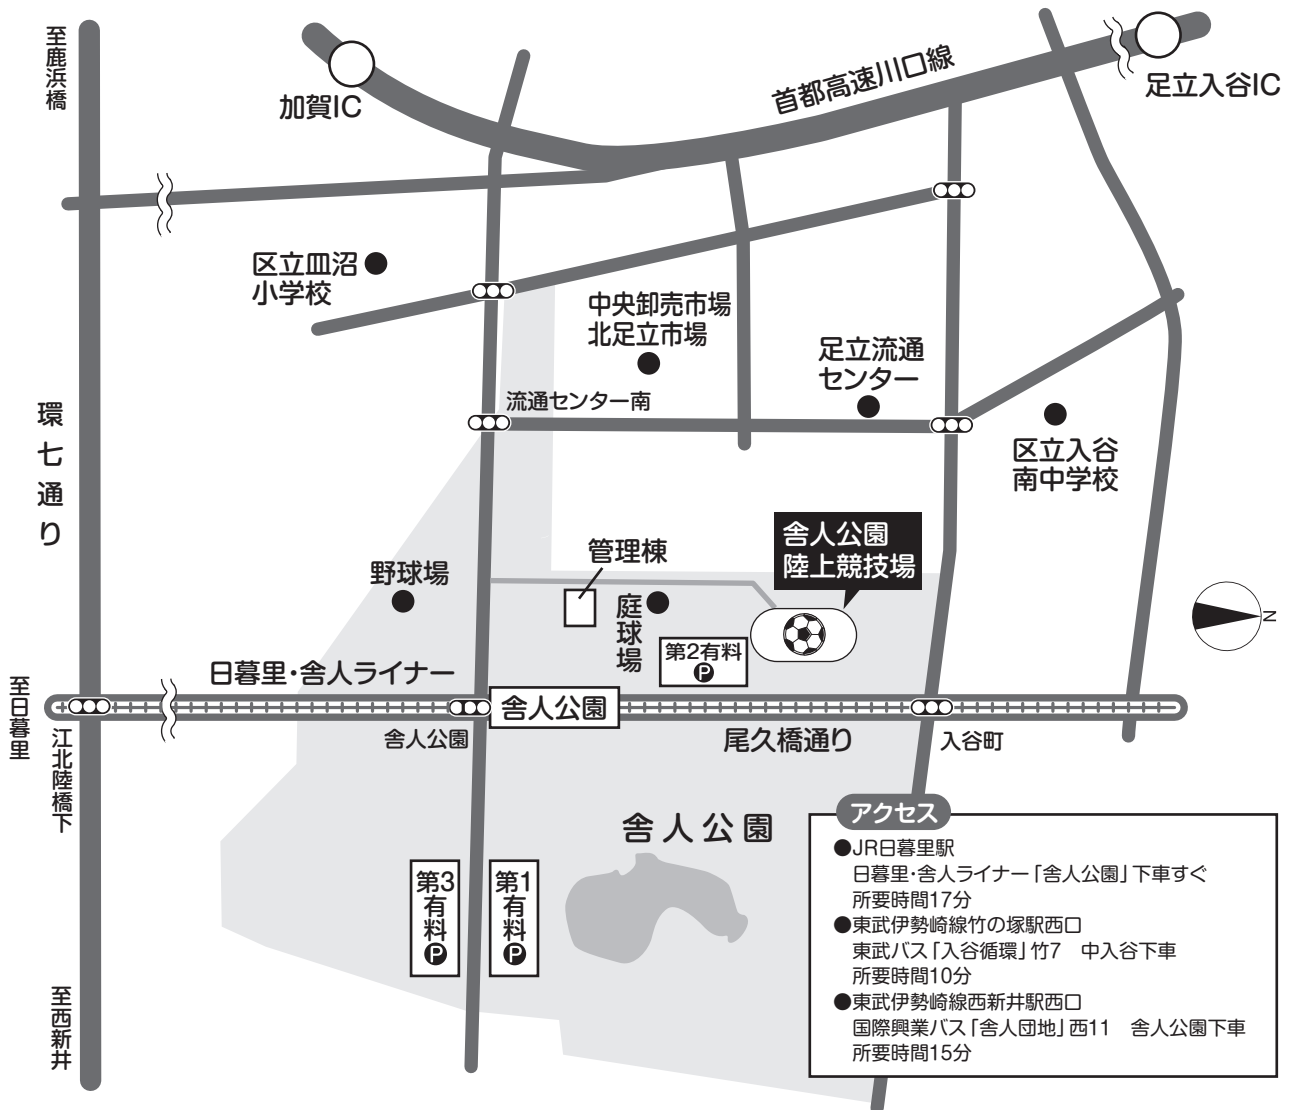 至鹿浜橋
加賀IC
首都高速川口線
足立入谷IC
区立皿沼
小学校
中央卸売市場
北足立市場
足立流通
センター
流通センター南
環七通り
区立入谷
南中学校
舎人公園
陸上競技場
管理棟
野球場
庭球場
N
第2有料
P
日暮里・舎人ライナー
至日暮里
舎人公園
舎人公園
尾久橋通り
入谷町
江北陸橋下
舎人公園
第3有料
P
第1有料
P
至西新井
アクセス
●JR日暮里駅
日暮里・舎人ライナー「舎人公園」下車すぐ
所要時間17分
●東武伊勢崎線竹の塚駅西口
東武バス「入谷循環」竹7　中入谷下車
所要時間10分
●東武伊勢崎線西新井駅西口
国際興業バス「舎人団地」西11　舎人公園下車
所要時間15分